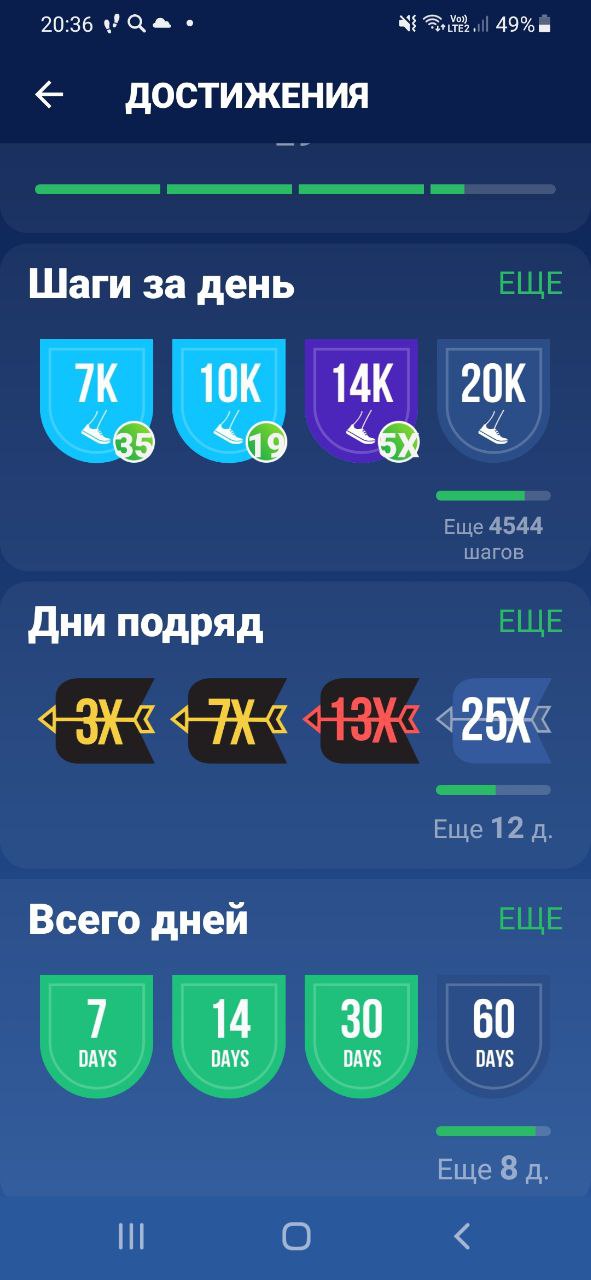 20:36
Vo))
LTE2
49%
ДОСТИЖЕНИЯ
Шаги за день
ЕЩЕ
7K
10K
14K
20K
35
19
5X
Еще 4544
шагов
Дни подряд
ЕЩЕ
3X
7X
13X
25X
Еще 12 д.
Всего дней
ЕЩЕ
7
DAYS
14
DAYS
30
DAYS
60
DAYS
Еще 8 д.